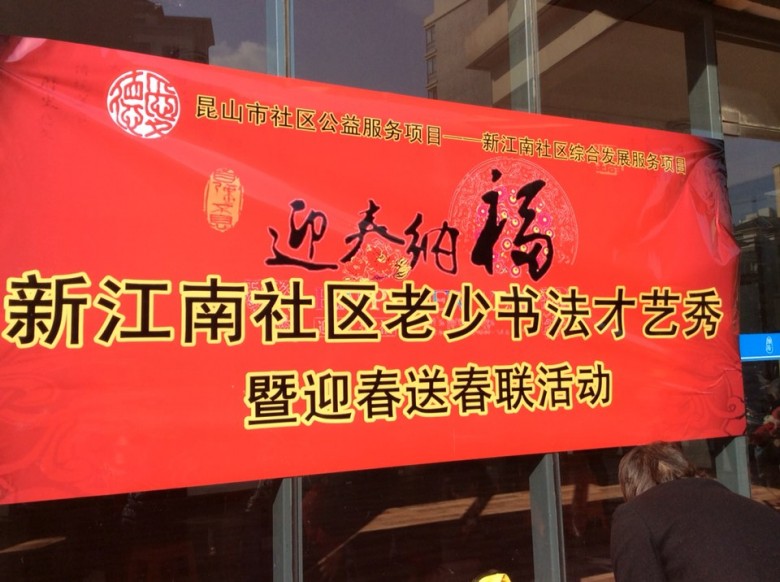 昆山市社区公益服务项目——新江南社区综合发展服务项目
迎春纳福
新江南社区老少书法才艺秀
暨迎春送春联活动